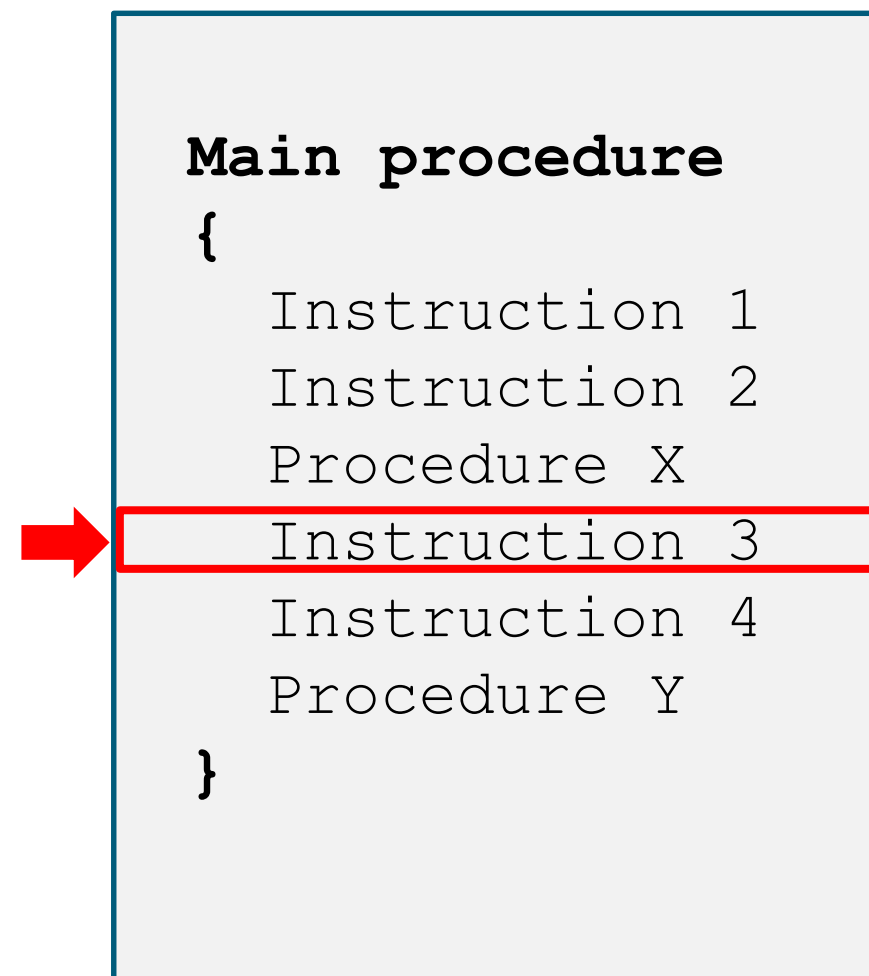 Main procedure
{
Instruction 1
Instruction 2
Procedure X
Instruction 3
Instruction 4
Procedure Y
}